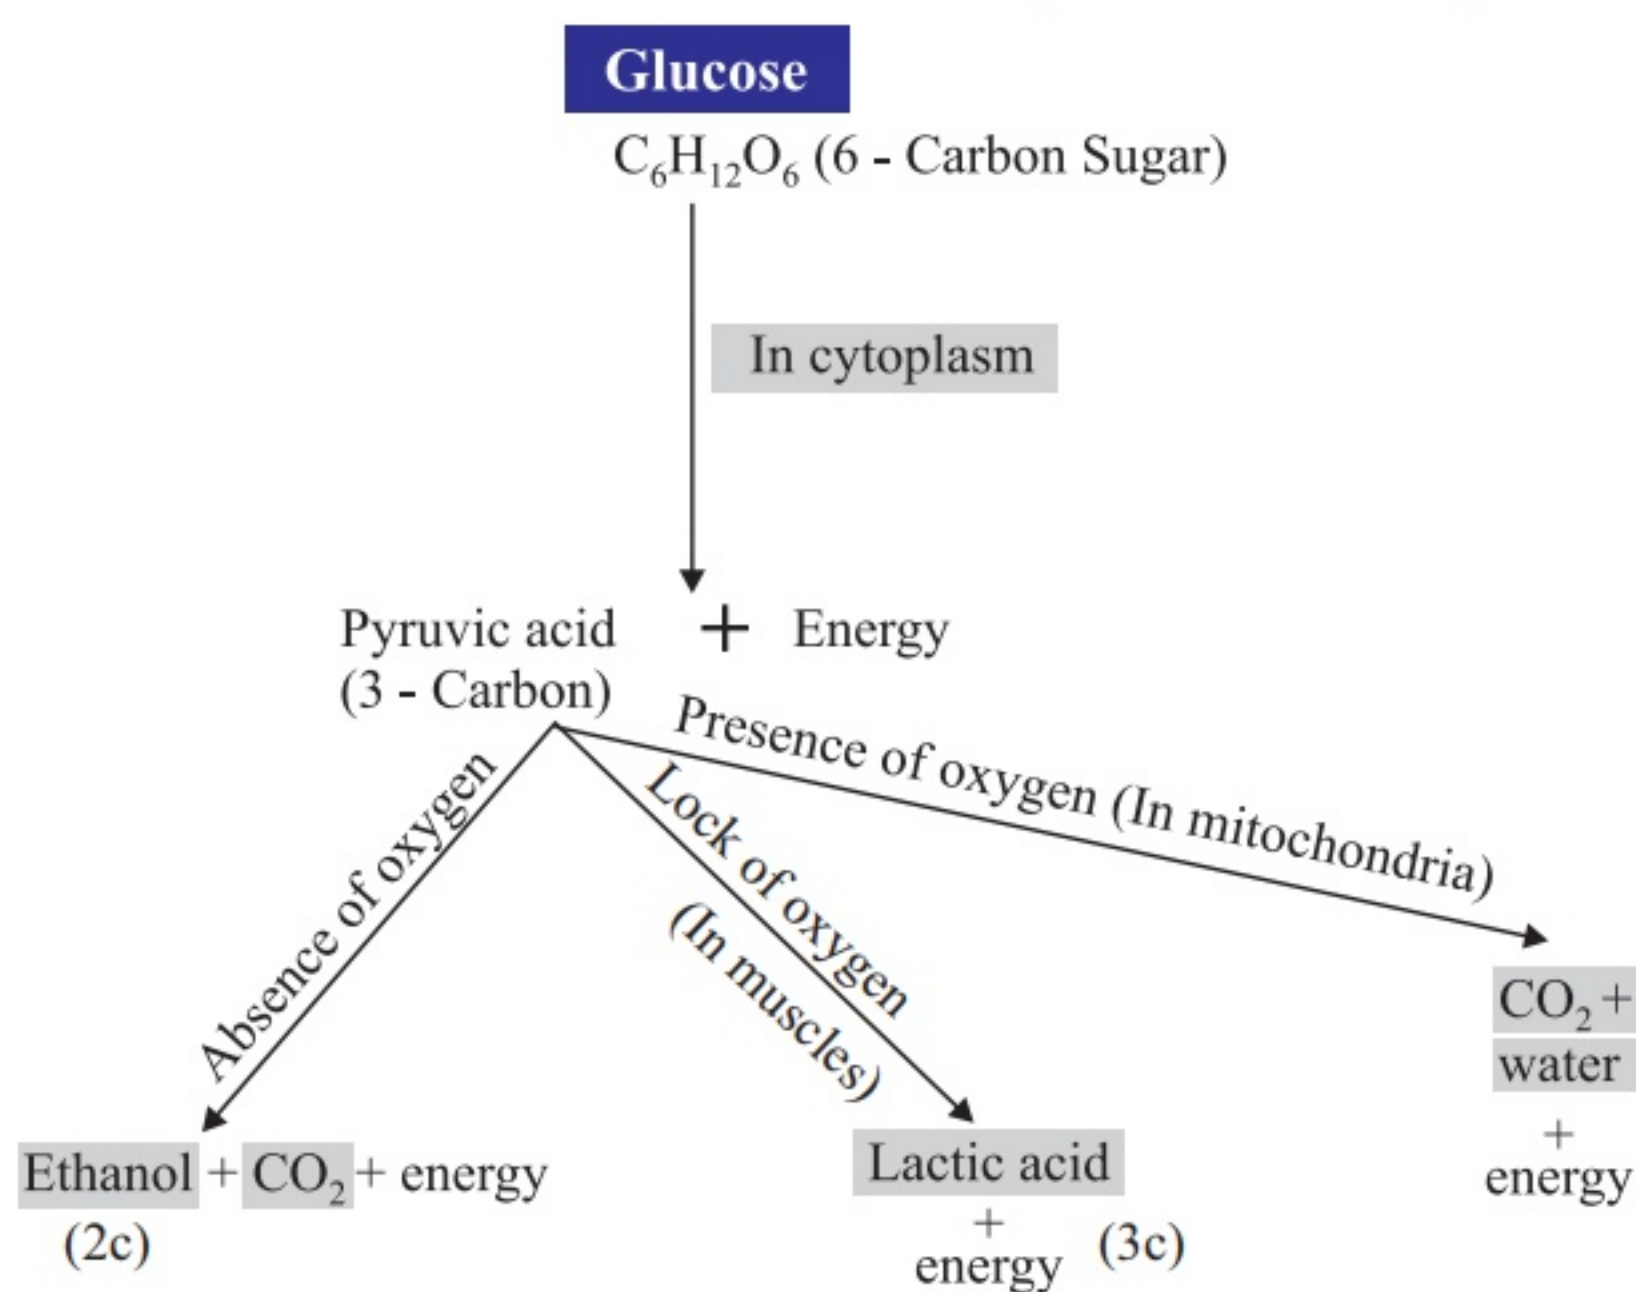 Glucose
C₆H₁₂O₆ (6 - Carbon Sugar)
In cytoplasm
Pyruvic acid + Energy
(3 - Carbon)
Absence of oxygen
Lock of oxygen
(In muscles)
Presence of oxygen (In mitochondria)
Ethanol + CO₂ + energy
(2c)
Lactic acid
+
energy (3c)
CO₂ +
water
+
energy